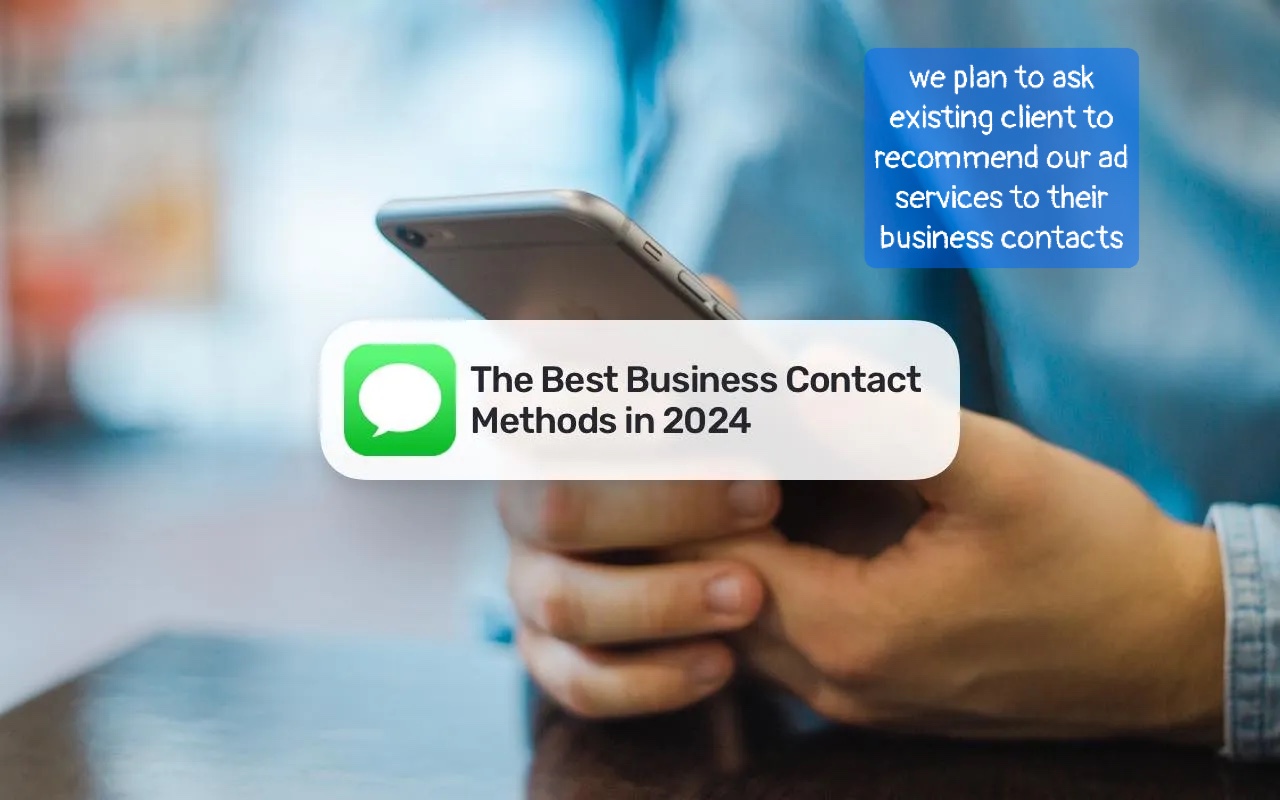 we plan to ask
existing client to
recommend our ad
services to their
business contacts
The Best Business Contact
Methods in 2024